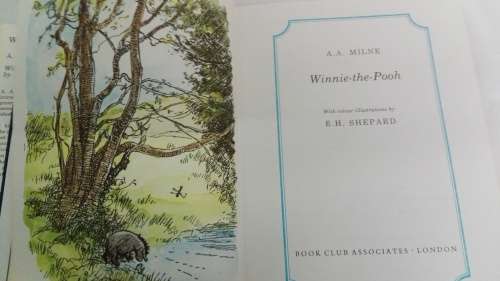 A. A. MILNE
Winnie-the-Pooh
With colour illustrations by
E.H. SHEPARD
BOOK CLUB ASSOCIATES · LONDON